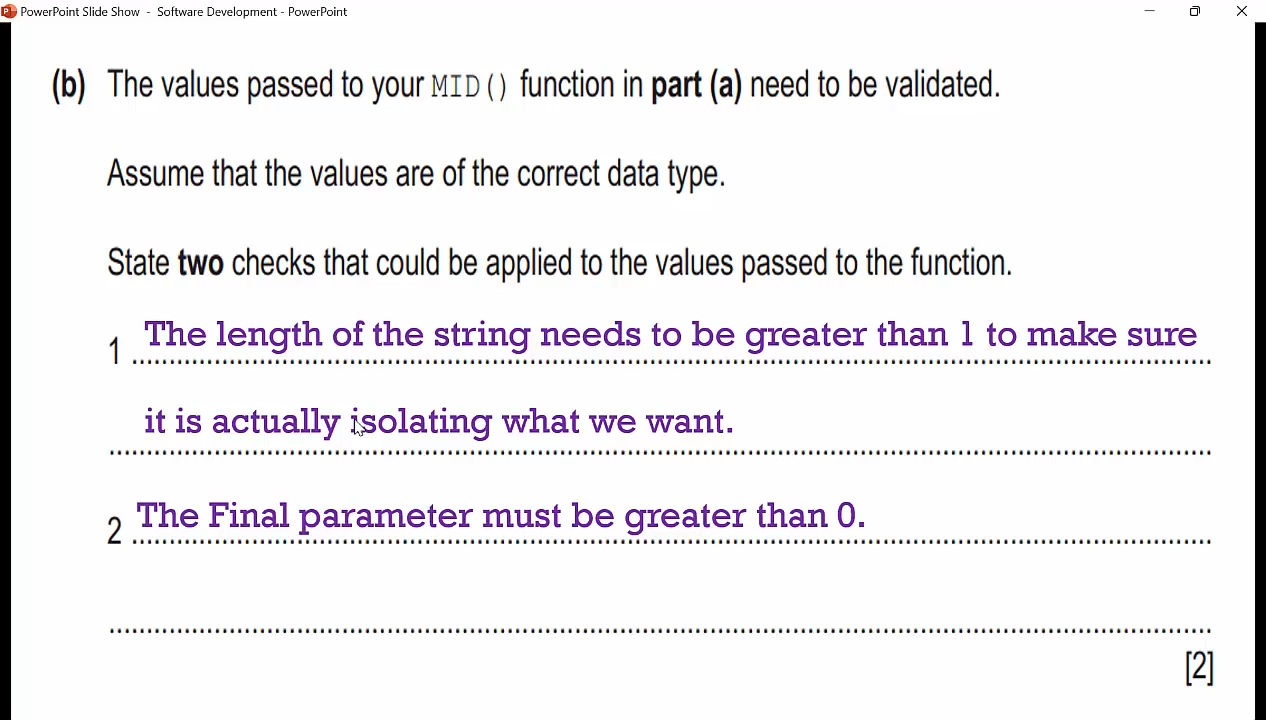 PowerPoint Slide Show - Software Development - PowerPoint
(b) The values passed to your MID() function in part (a) need to be validated.
Assume that the values are of the correct data type.
State two checks that could be applied to the values passed to the function.
1 The length of the string needs to be greater than 1 to make sure
it is actually isolating what we want.
2 The Final parameter must be greater than 0.
[2]